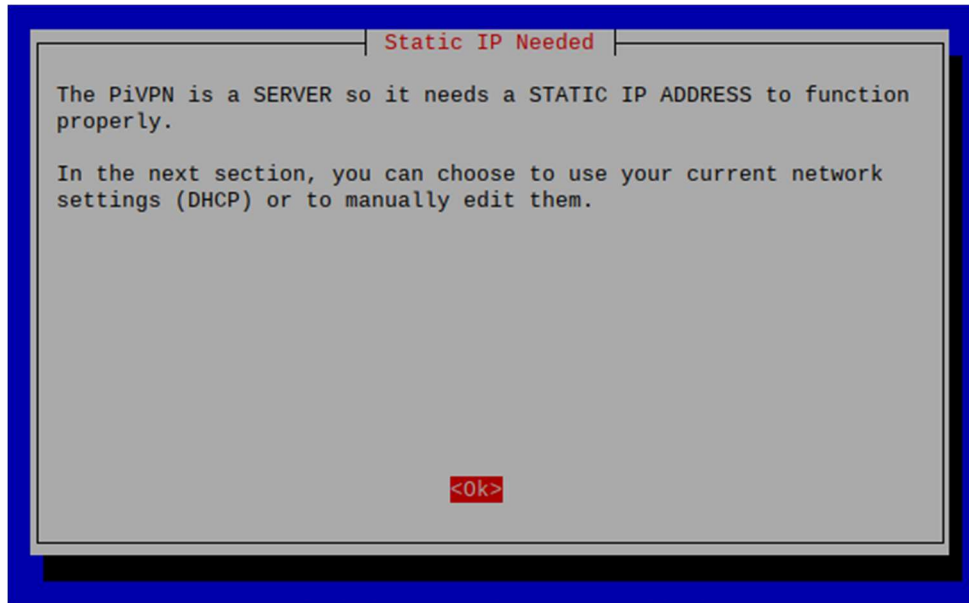 Static IP Needed
The PiVPN is a SERVER so it needs a STATIC IP ADDRESS to function
properly.
In the next section, you can choose to use your current network
settings (DHCP) or to manually edit them.
<Ok>